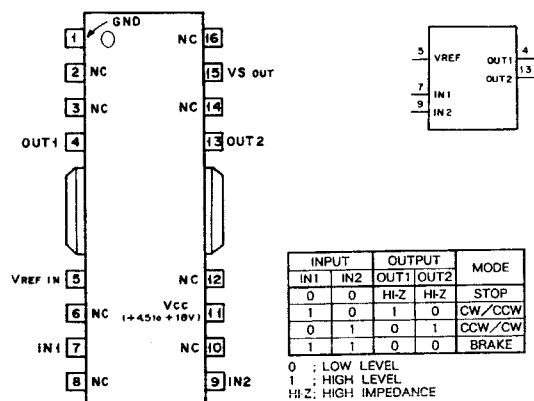 GND
1 NC 16
2 NC 15 VS OUT
3 NC NC 14
OUT1 4 13 OUT2
VREF IN 5 NC 12
6 NC VCC 11
(+4.5 to +18V)
IN1 7 NC 10
8 NC 9 IN2
5 VREF OUT1 4
OUT2 13
7 IN1
9 IN2
INPUT OUTPUT MODE
IN1 IN2 OUT1 OUT2
0 0 HI-Z HI-Z STOP
1 0 1 0 CW/CCW
0 1 0 1 CCW/CW
1 1 0 0 BRAKE
0 ; LOW LEVEL
1 ; HIGH LEVEL
HI-Z; HIGH IMPEDANCE